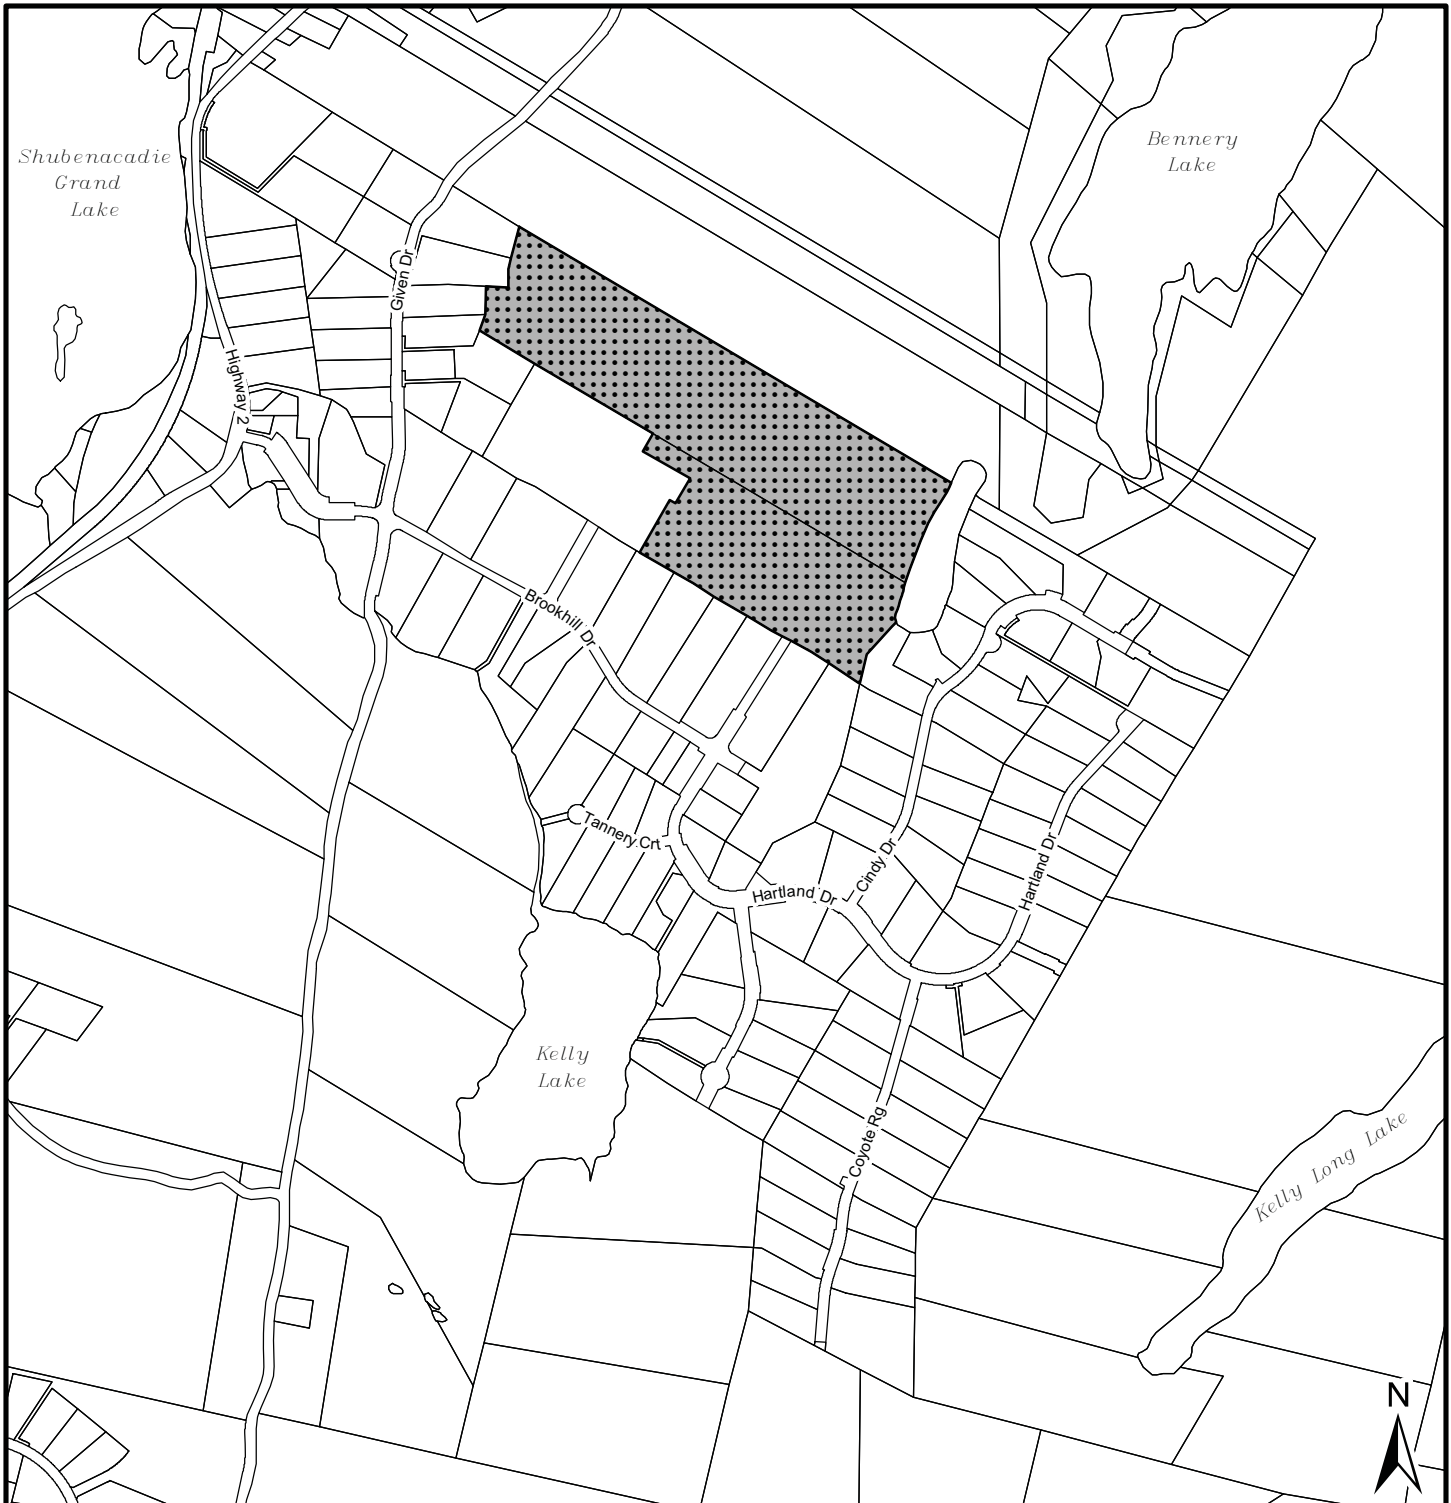 Shubenacadie
Grand
Lake
Bennery
Lake
Given Dr
Highway 2
Brookhill Dr
Tannery Crt
Hartland Dr
Cindy Dr
Hartland Dr
Kelly
Lake
Coyote Rg
Kelly Long Lake
N